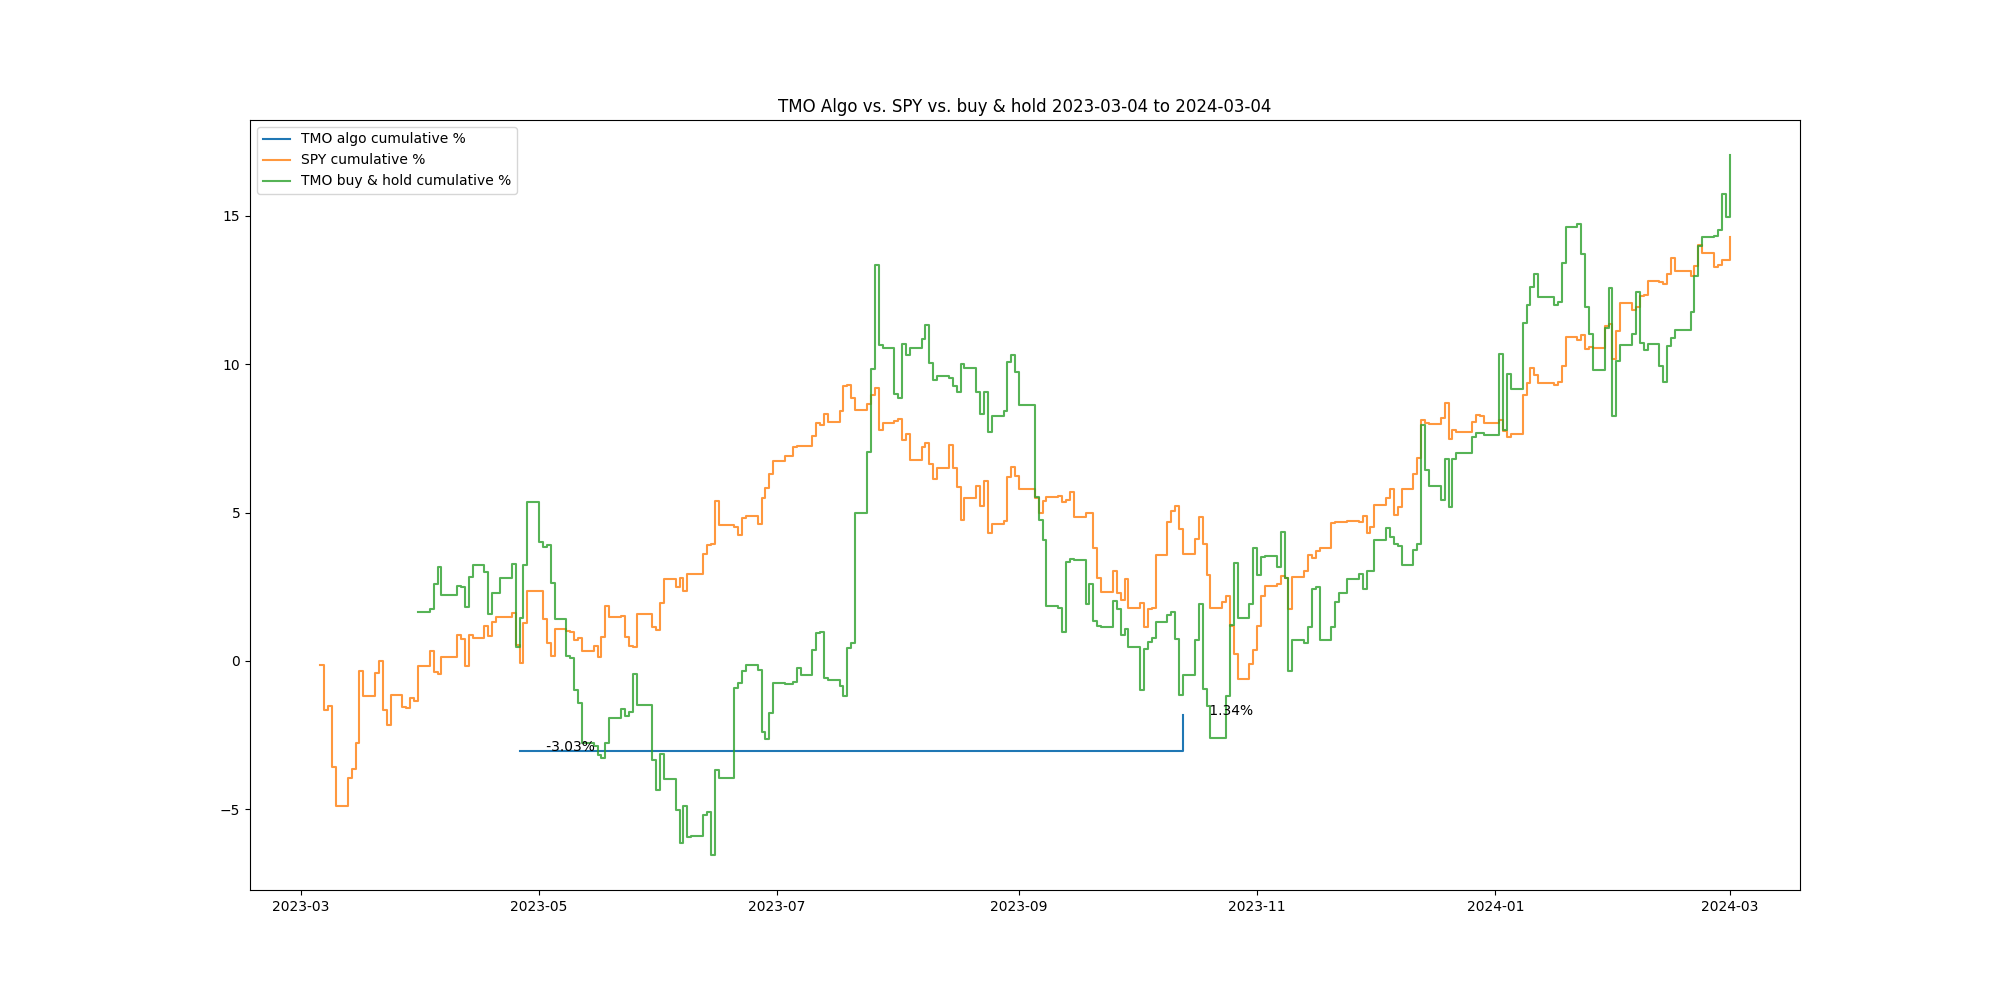 TMO Algo vs. SPY vs. buy & hold 2023-03-04 to 2024-03-04
TMO algo cumulative %
SPY cumulative %
TMO buy & hold cumulative %
15
10
5
0
−5
1.34%
-3.03%
2023-03 2023-05 2023-07 2023-09 2023-11 2024-01 2024-03